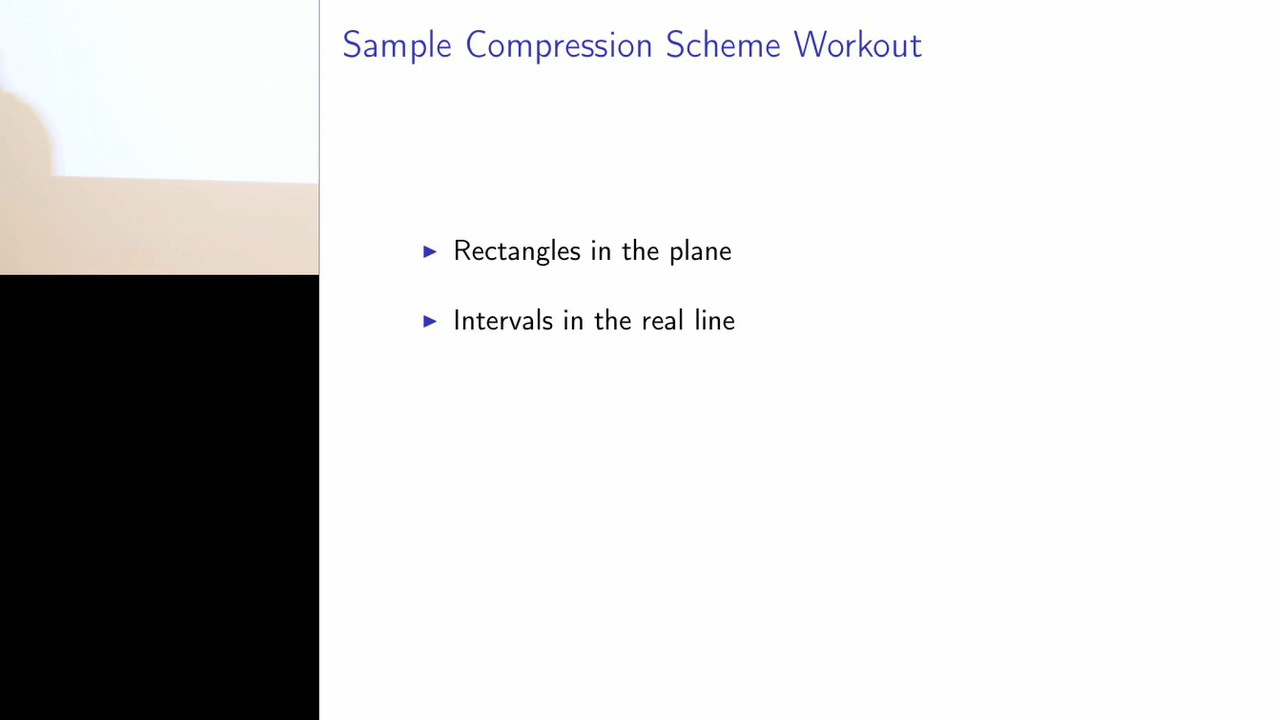 Sample Compression Scheme Workout
▶ Rectangles in the plane
▶ Intervals in the real line